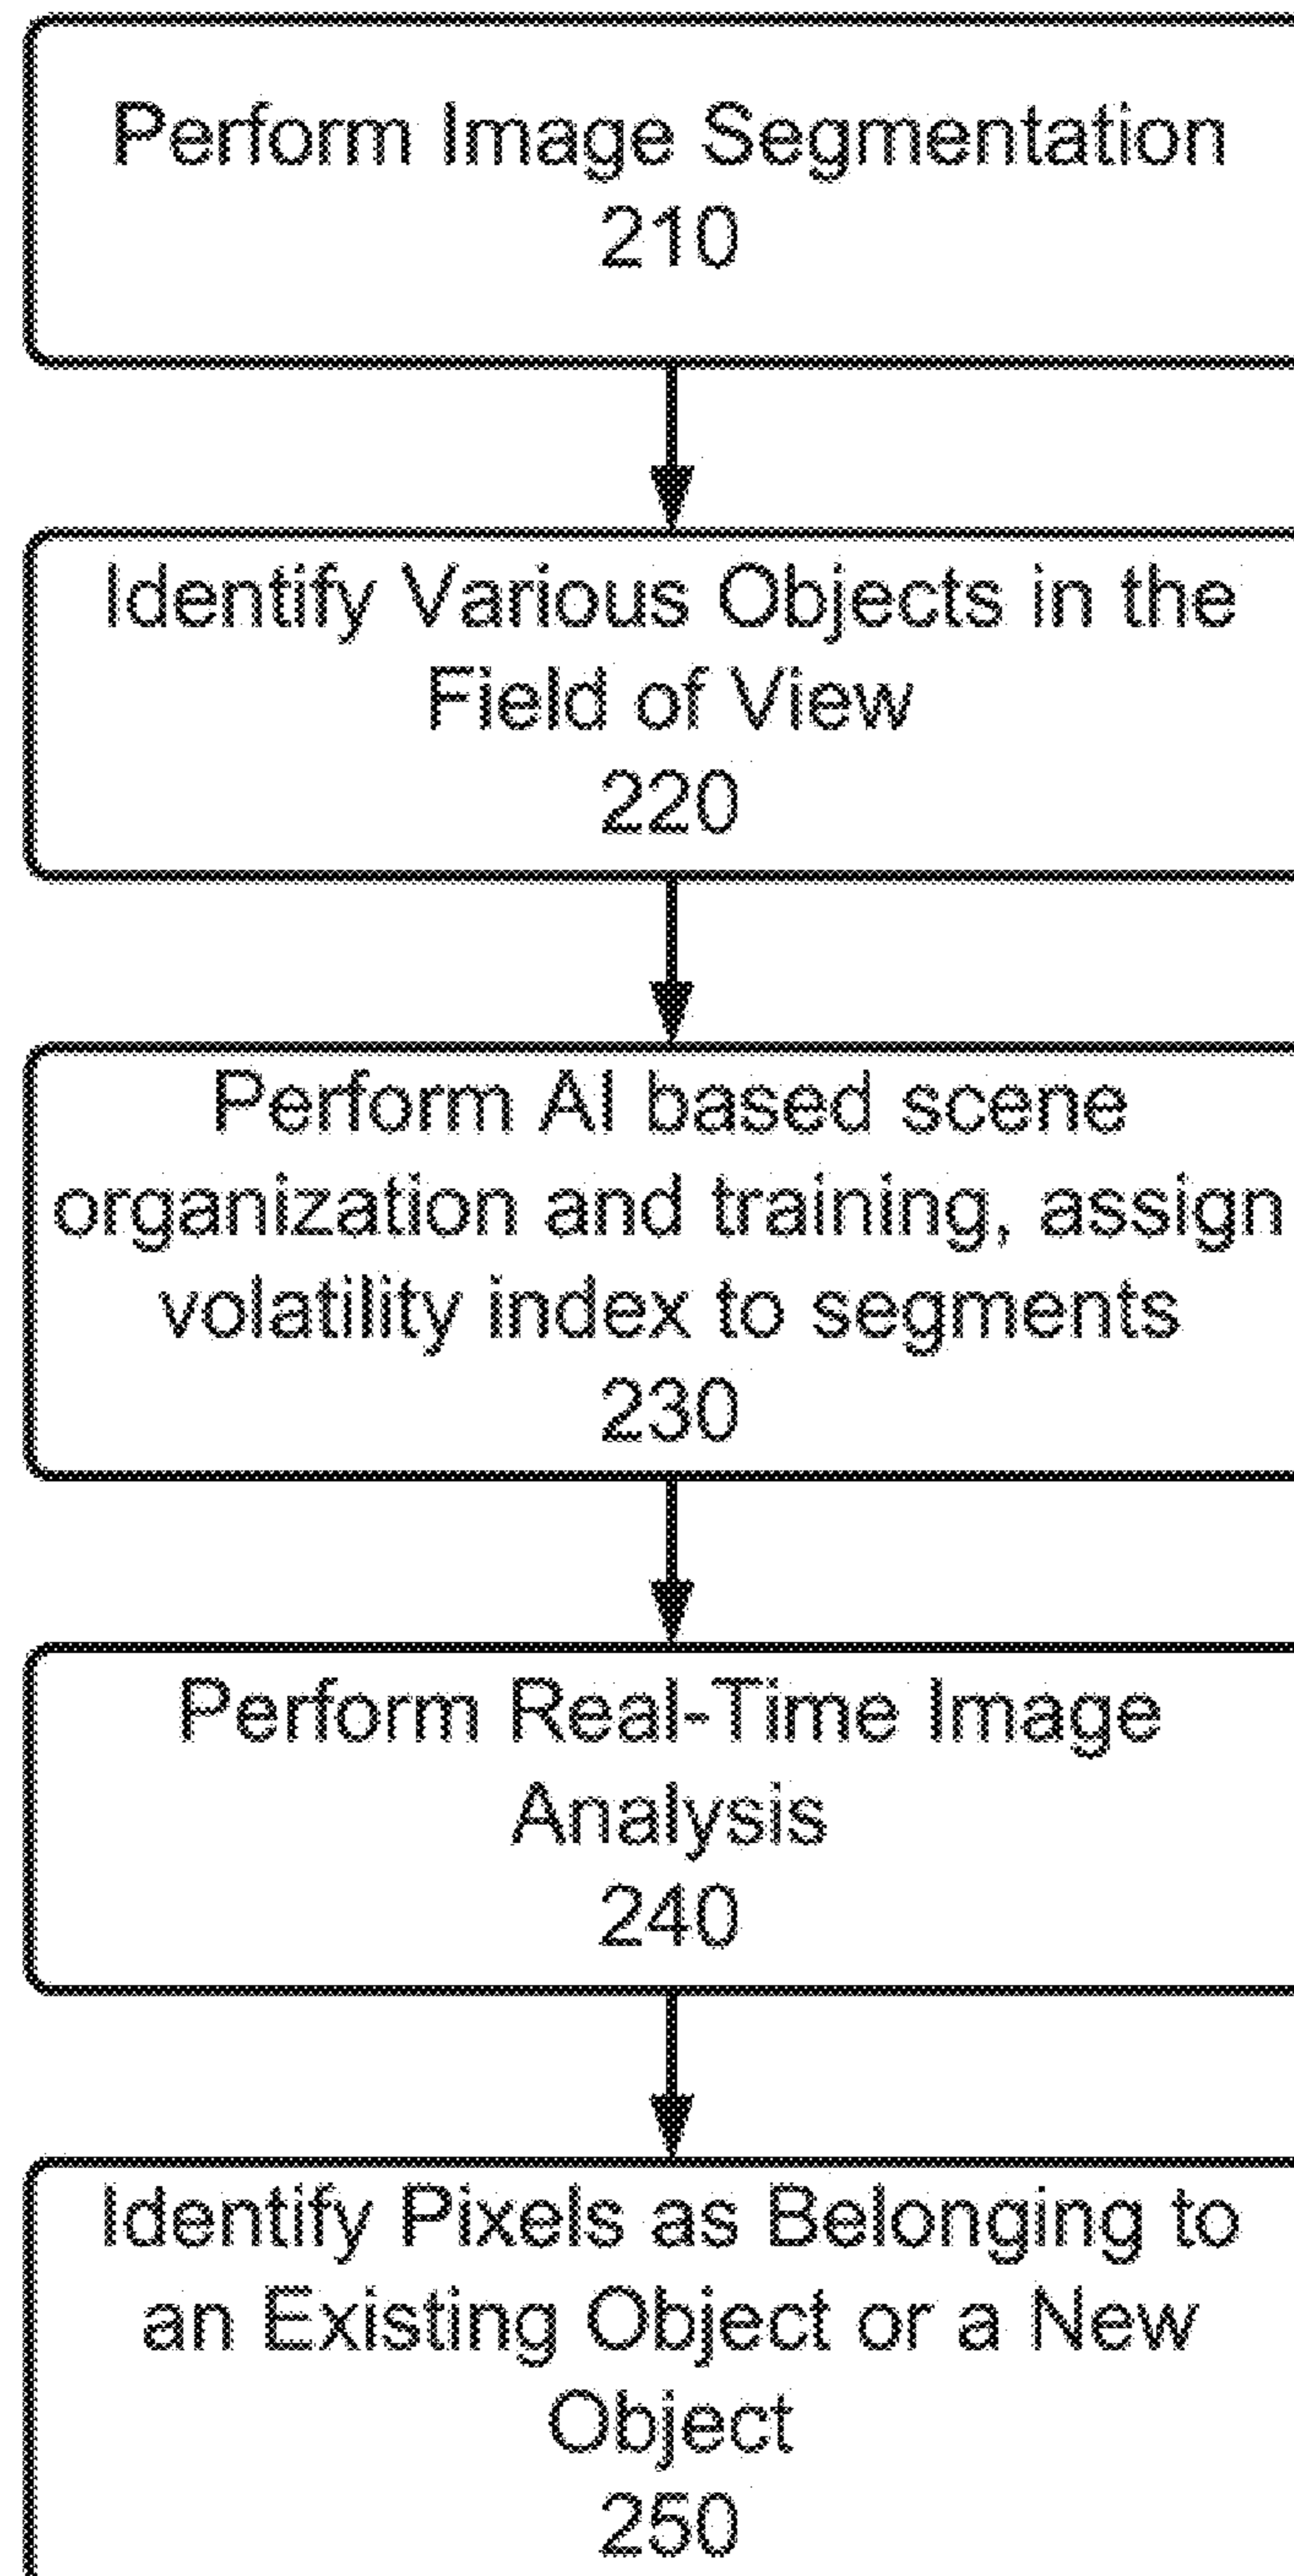 Perform Image Segmentation
210
Identify Various Objects in the
Field of View
220
Perform AI based scene
organization and training, assign
volatility index to segments
230
Perform Real-Time Image
Analysis
240
Identify Pixels as Belonging to
an Existing Object or a New
Object
250